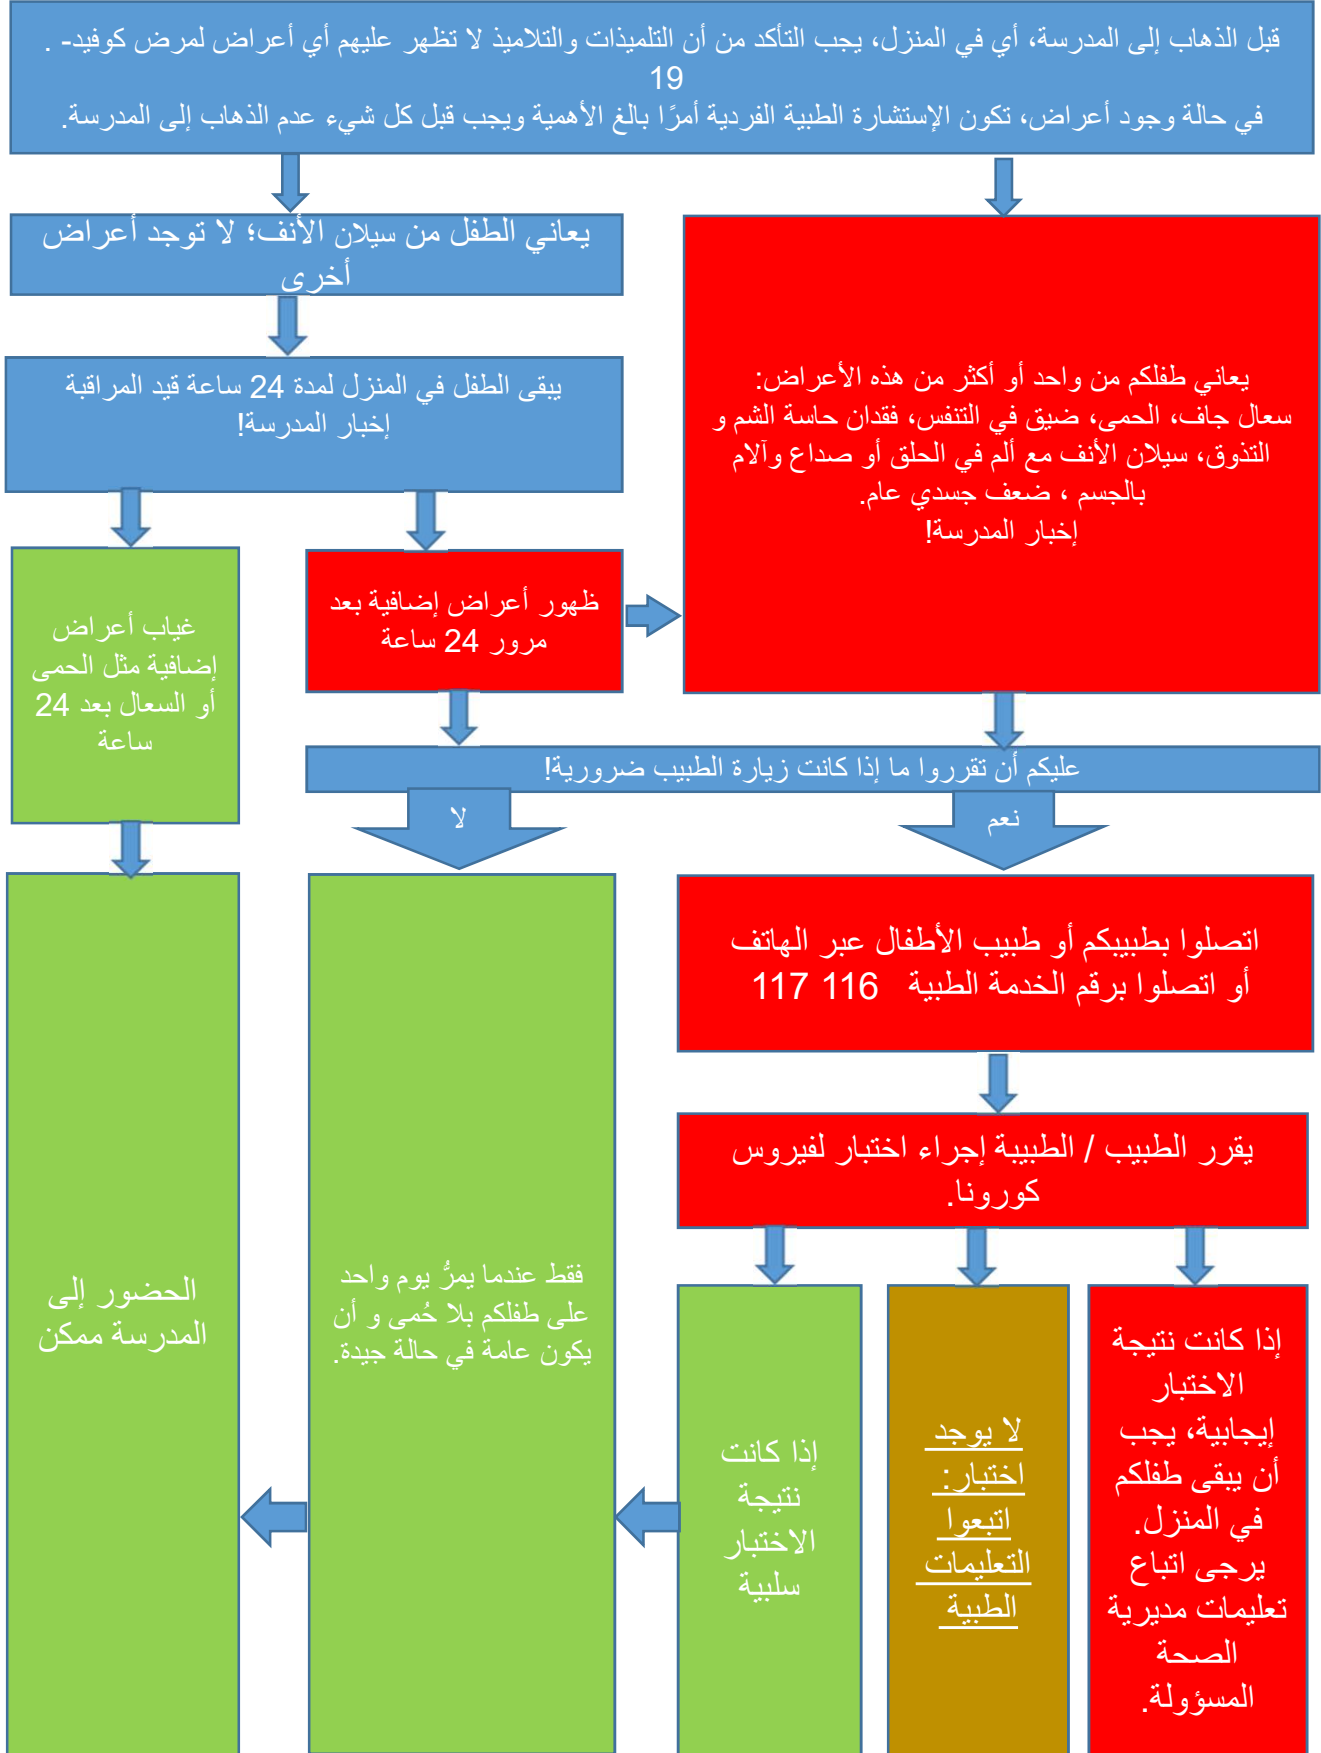 قبل الذهاب إلى المدرسة، أي في المنزل، يجب التأكد من أن التلميذات والتلاميذ لا تظهر عليهم أي أعراض لمرض كوفيد- .
19
في حالة وجود أعراض، تكون الإستشارة الطبية الفردية أمرًا بالغ الأهمية ويجب قبل كل شيء عدم الذهاب إلى المدرسة.
يعاني الطفل من سيلان الأنف؛ لا توجد أعراض
أخرى
يبقى الطفل في المنزل لمدة 24 ساعة قيد المراقبة
إخبار المدرسة!
يعاني طفلكم من واحد أو أكثر من هذه الأعراض:
سعال جاف، الحمى، ضيق في التنفس، فقدان حاسة الشم و
التذوق، سيلان الأنف مع ألم في الحلق أو صداع وآلام
بالجسم ، ضعف جسدي عام.
إخبار المدرسة!
ظهور أعراض إضافية بعد
مرور 24 ساعة
غياب أعراض
إضافية مثل الحمى
أو السعال بعد 24
ساعة
عليكم أن تقرروا ما إذا كانت زيارة الطبيب ضرورية!
نعم
لا
اتصلوا بطبيبكم أو طبيب الأطفال عبر الهاتف
أو اتصلوا برقم الخدمة الطبية 116 117
يقرر الطبيب / الطبيبة إجراء اختبار لفيروس
كورونا.
إذا كانت نتيجة
الاختبار
إيجابية، يجب
أن يبقى طفلكم
في المنزل.
يرجى اتباع
تعليمات مديرية
الصحة
المسؤولة.
لا يوجد
اختبار:
اتبعوا
التعليمات
الطبية
إذا كانت
نتيجة
الاختبار
سلبية
فقط عندما يمرُّ يوم واحد
على طفلكم بلا حُمى و أن
يكون عامة في حالة جيدة.
الحضور إلى
المدرسة ممكن